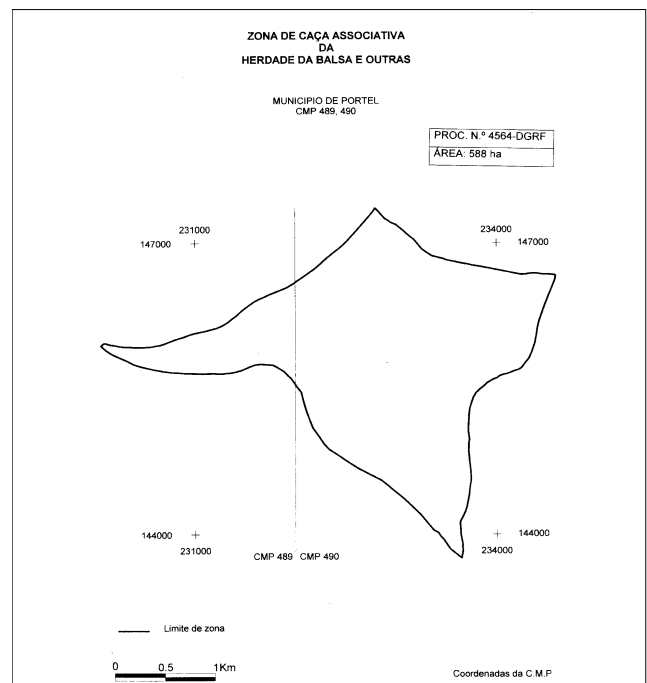 ZONA DE CAÇA ASSOCIATIVA
DA
HERDADE DA BALSA E OUTRAS
MUNICIPIO DE PORTEL
CMP 489, 490
PROC. N.º 4564-DGRF
ÁREA: 588 ha
231000
147000
234000
147000
144000
231000
CMP 489 CMP 490
144000
234000
Limite de zona
0 0.5 1Km
Coordenadas da C.M.P